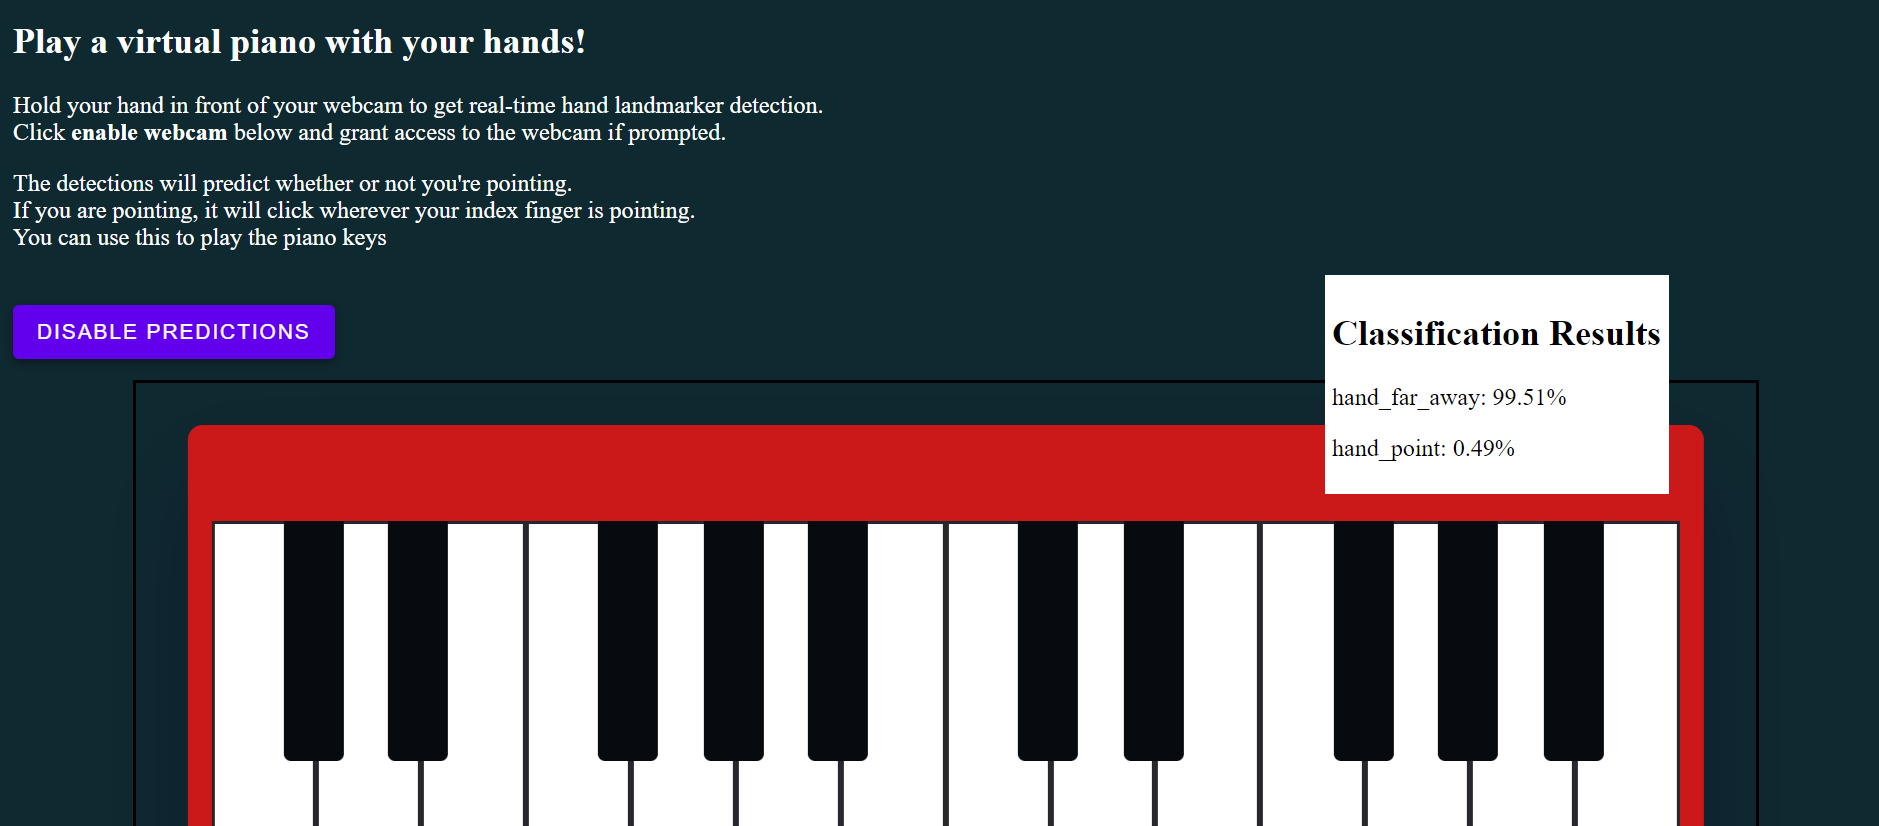 Play a virtual piano with your hands!
Hold your hand in front of your webcam to get real-time hand landmarker detection.
Click enable webcam below and grant access to the webcam if prompted.
The detections will predict whether or not you're pointing.
If you are pointing, it will click wherever your index finger is pointing.
You can use this to play the piano keys
DISABLE PREDICTIONS
Classification Results
hand_far_away: 99.51%
hand_point: 0.49%